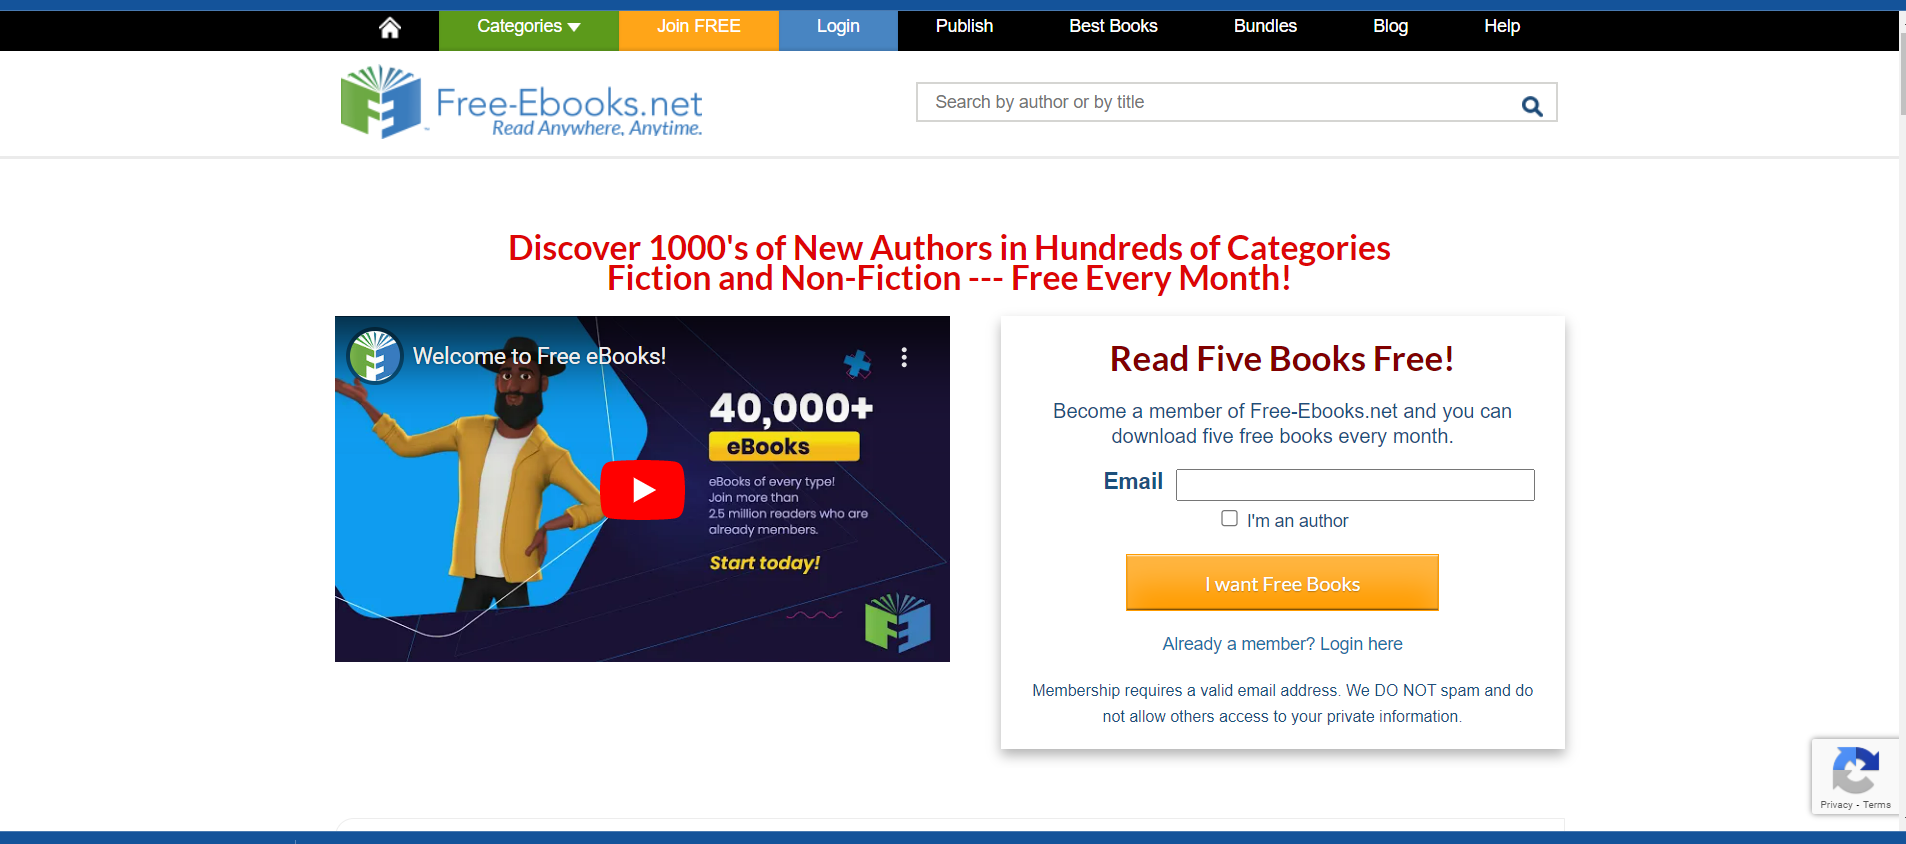 Categories
Join FREE
Login
Publish
Best Books
Bundles
Blog
Help
Free-Ebooks.net
Read Anywhere, Anytime.
™
Search by author or by title
Discover 1000's of New Authors in Hundreds of Categories
Fiction and Non-Fiction --- Free Every Month!
Welcome to Free eBooks!
40,000+
eBooks
eBooks of every type!
Join more than
2.5 million readers who are
already members.
Start today!
Read Five Books Free!
Become a member of Free-Ebooks.net and you can
download five free books every month.
Email
I'm an author
I want Free Books
Already a member? Login here
Membership requires a valid email address. We DO NOT spam and do
not allow others access to your private information.
Privacy - Terms